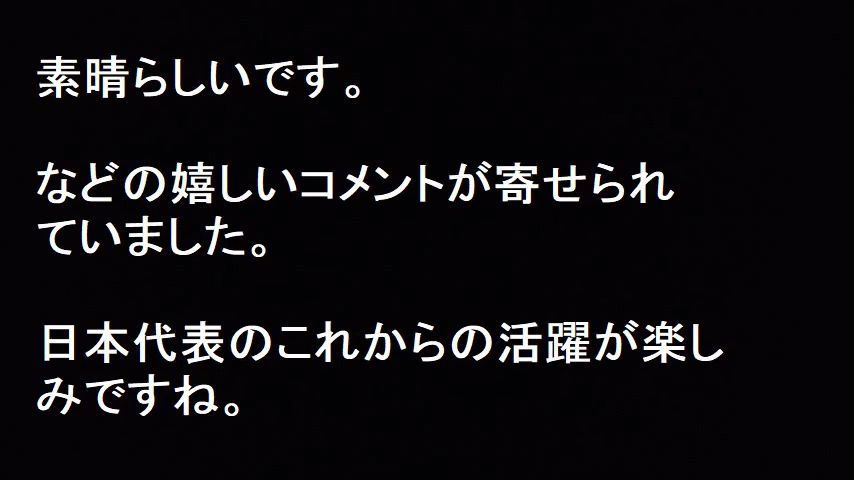 素晴らしいです。
などの嬉しいコメントが寄せられ
ていました。
日本代表のこれからの活躍が楽し
みですね。